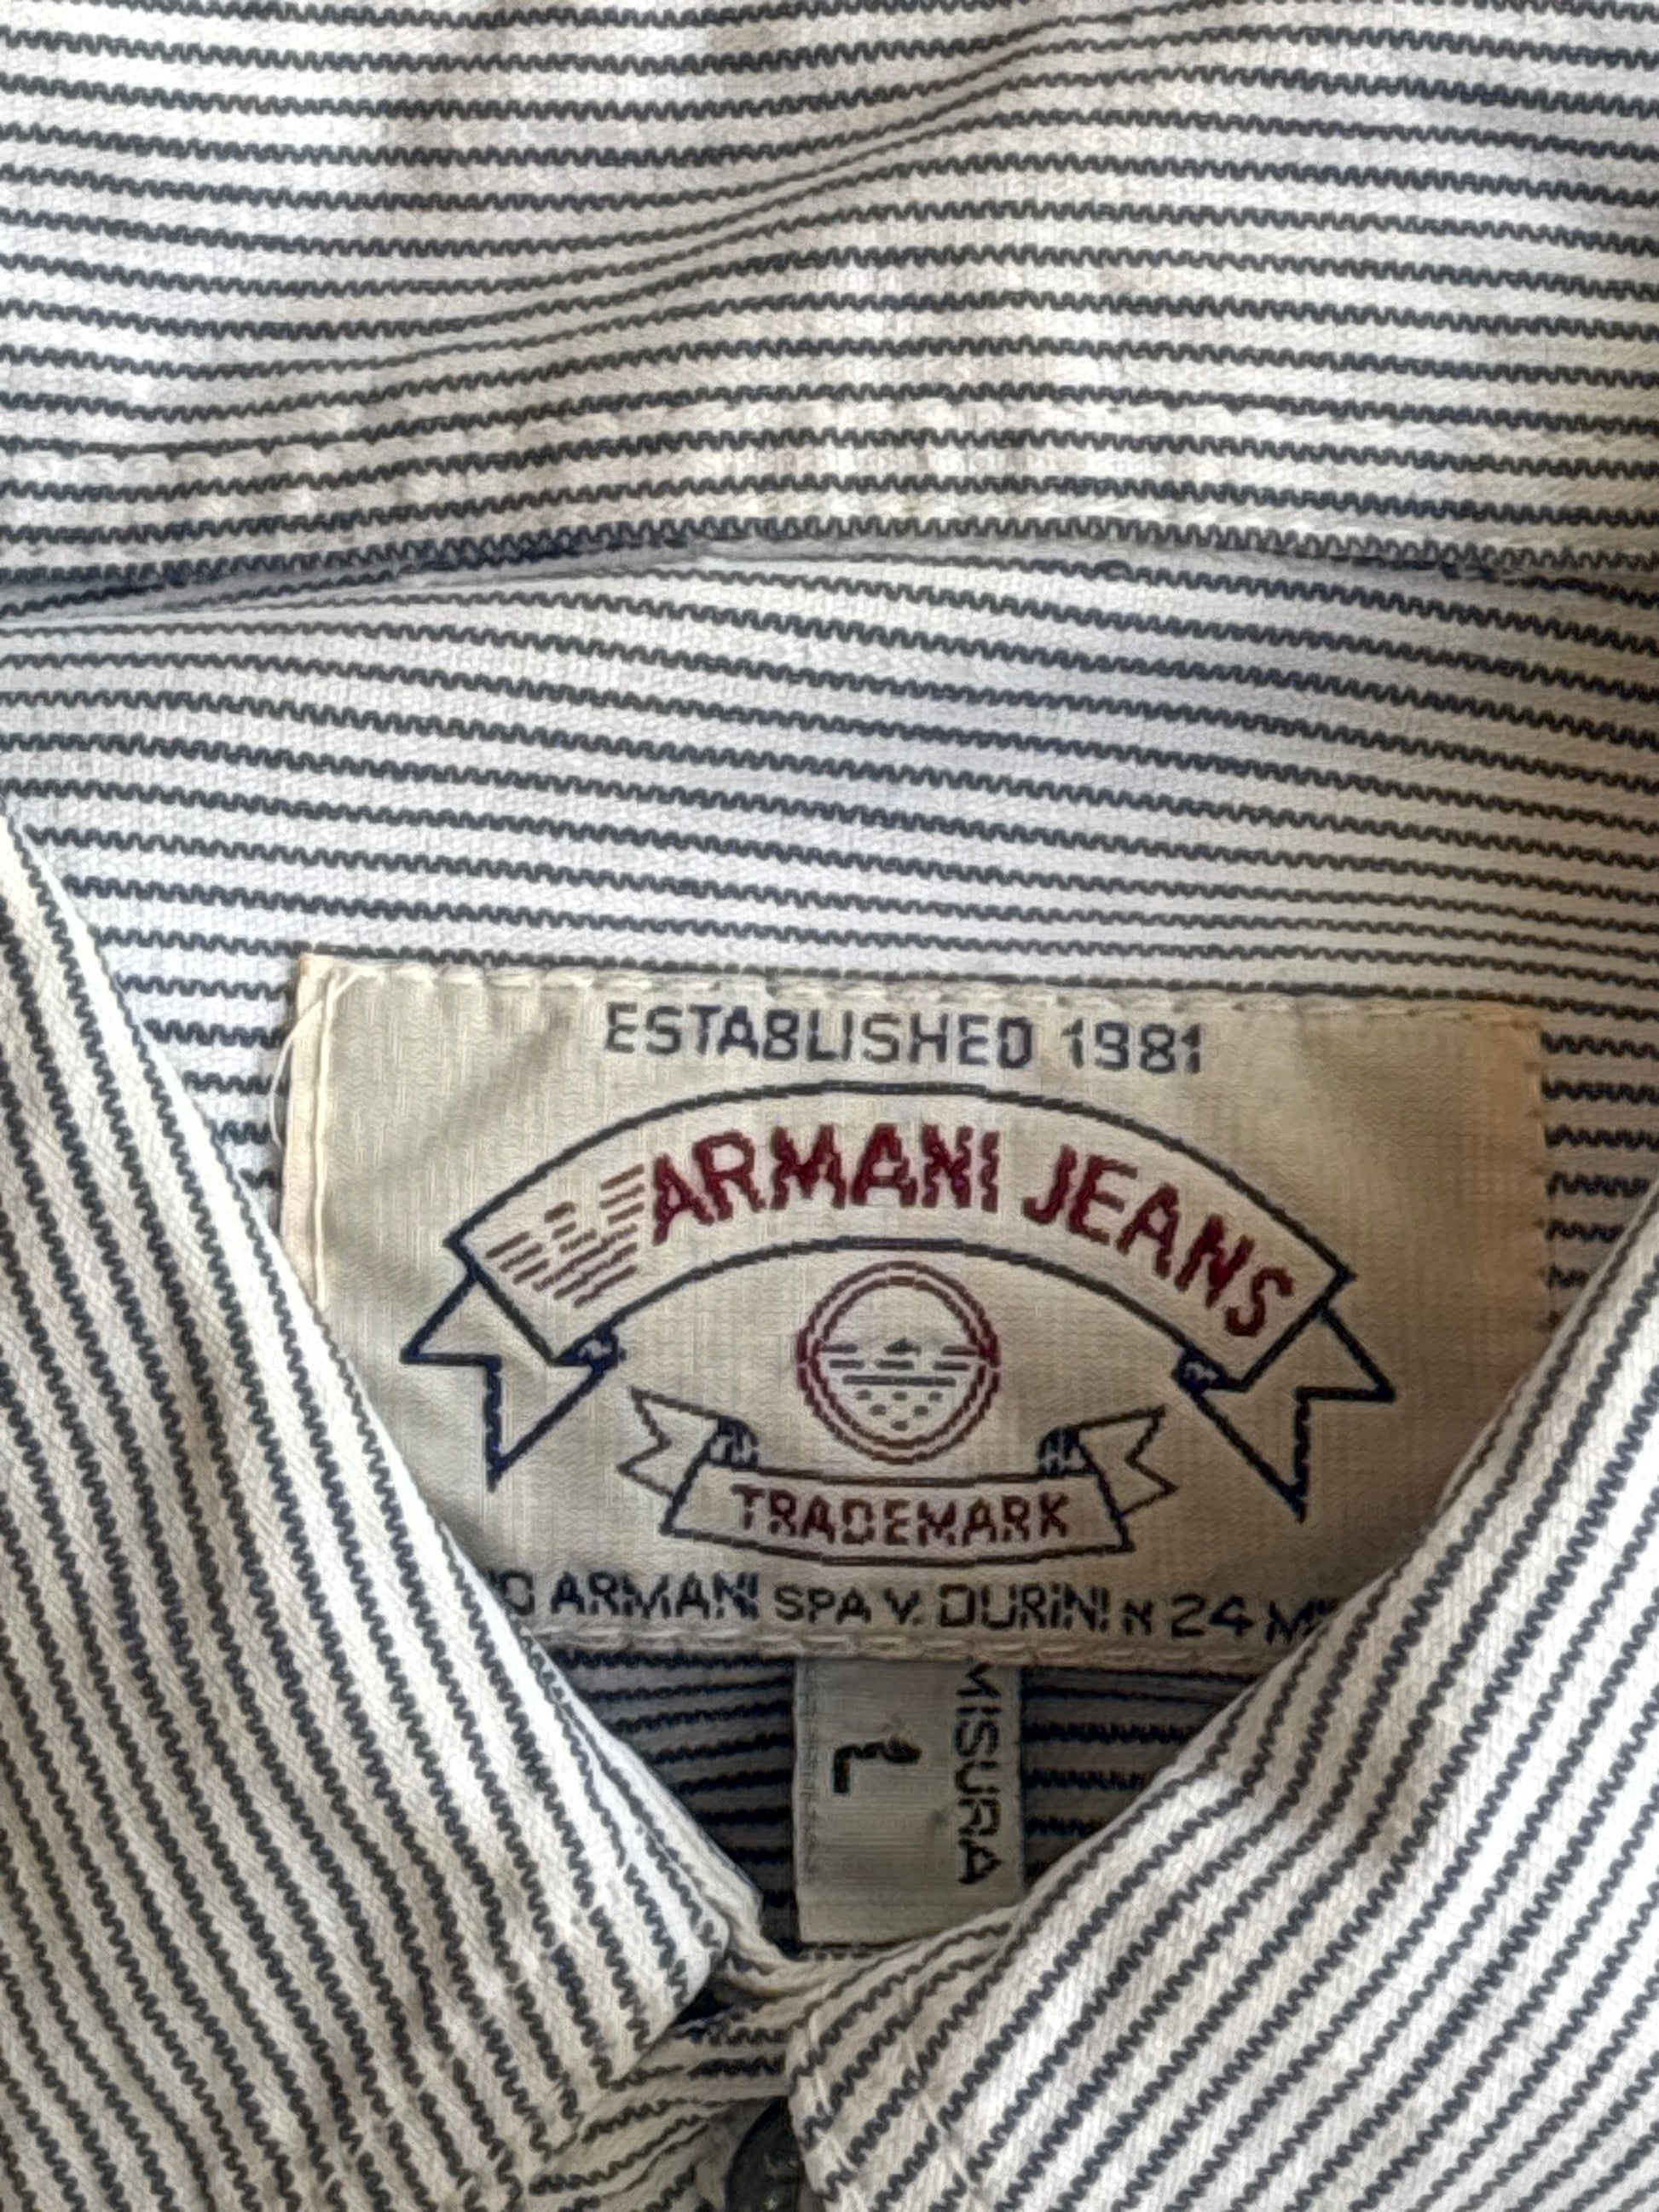 ESTABLISHED 1981
ARMANI JEANS
TRADEMARK
ARMANI SPA V. DURINI N 24
MISURA
L